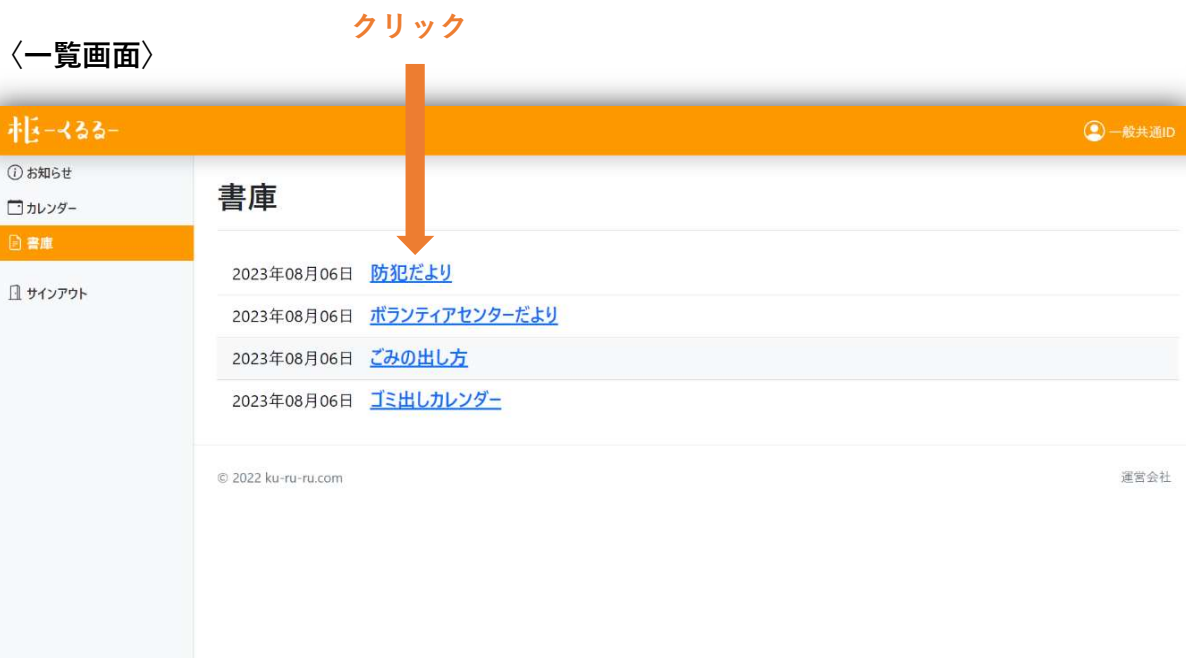 クリック
〈一覧画面〉
枢-くるる-
一般共通ID
お知らせ
カレンダー
書庫
サインアウト
書庫
2023年08月06日 防犯だより
2023年08月06日 ボランティアセンターだより
2023年08月06日 ごみの出し方
2023年08月06日 ゴミ出しカレンダー
© 2022 ku-ru-ru.com
運営会社